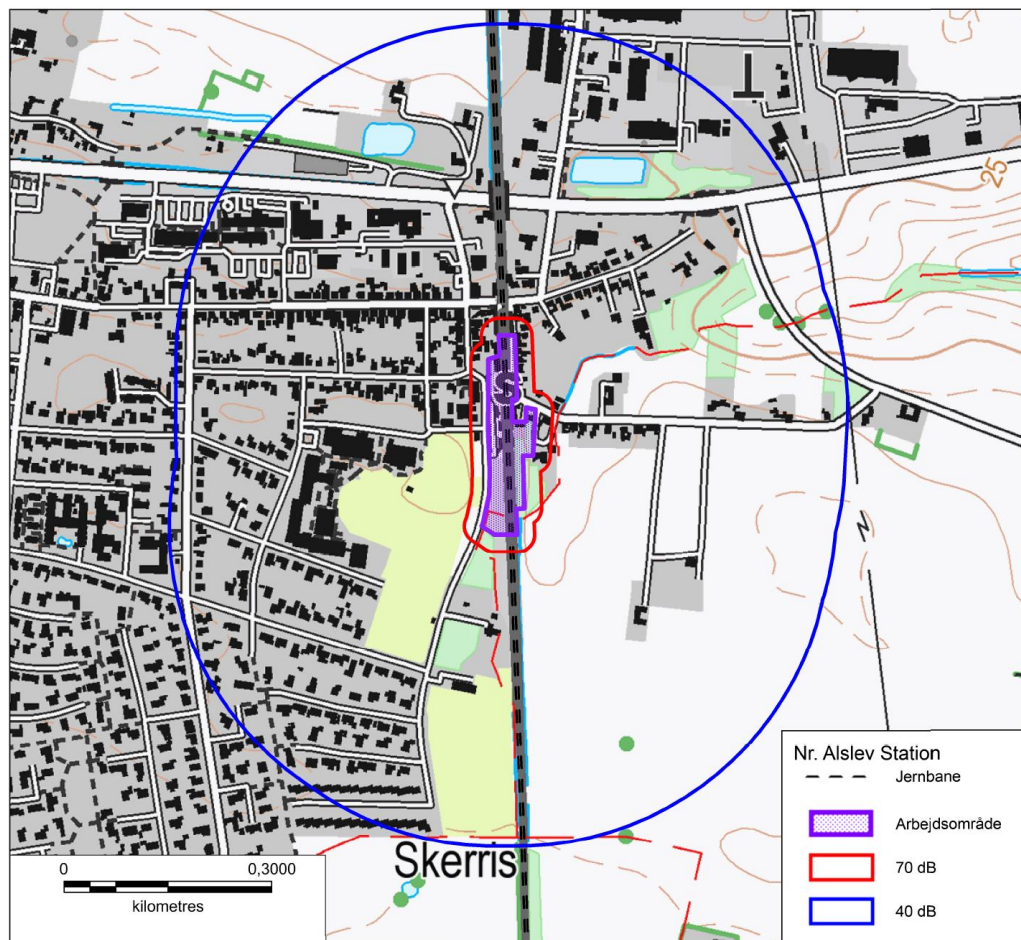 25
S
N
Skerris
0
0,3000
kilometres
Nr. Alslev Station
Jernbane
Arbejdsområde
70 dB
40 dB